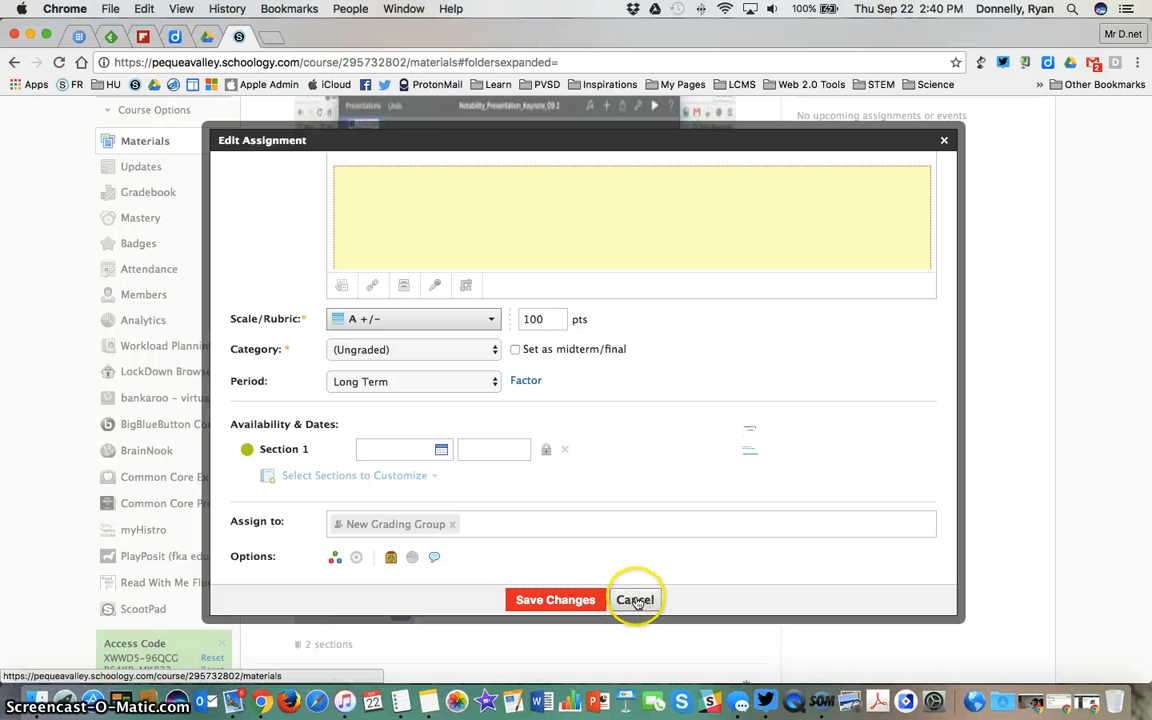 Chrome File Edit View History Bookmarks People Window Help 100% Thu Sep 22 2:40 PM Donnelly, Ryan
Mr D.net
https://pequeavalley.schoology.com/course/295732802/materials#foldersexpanded=
Apps FR HU Apple Admin iCloud ProtonMail Learn PVSD Inspirations My Pages LCMS Web 2.0 Tools STEM Science » Other Bookmarks
Course Options
Presentations Undo
No upcoming assignments or events
Edit Assignment
Materials
Updates
Gradebook
Mastery
Badges
Attendance
Members
Analytics
Workload Planning
LockDown Brows
bankaroo - virtua
BigBlueButton Co
BrainNook
Common Core Ex
Common Core Pr
myHistro
PlayPosit (fka edu
Read With Me Flu
ScootPad
Scale/Rubric:* A +/- 100 pts
Category: * (Ungraded) Set as midterm/final
Period: Long Term Factor
Availability & Dates:
Section 1
Select Sections to Customize
Assign to: New Grading Group x
Options:
Save Changes Cancel
2 sections
Access Code
XWWD5-96QCG Reset
https://pequeavalley.schoology.com/course/295732802/materials
Screencast-O-Matic.com